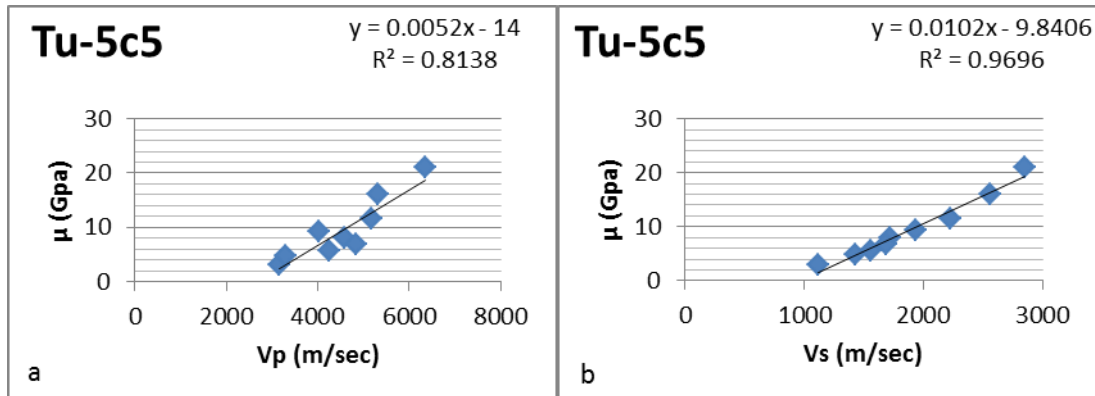 Tu-5c5
y = 0.0052x - 14
R² = 0.8138
30
20
10
0
μ (Gpa)
0 2000 4000 6000 8000
Vp (m/sec)
a
Tu-5c5
y = 0.0102x - 9.8406
R² = 0.9696
30
20
10
0
μ (Gpa)
0 1000 2000 3000
Vs (m/sec)
b